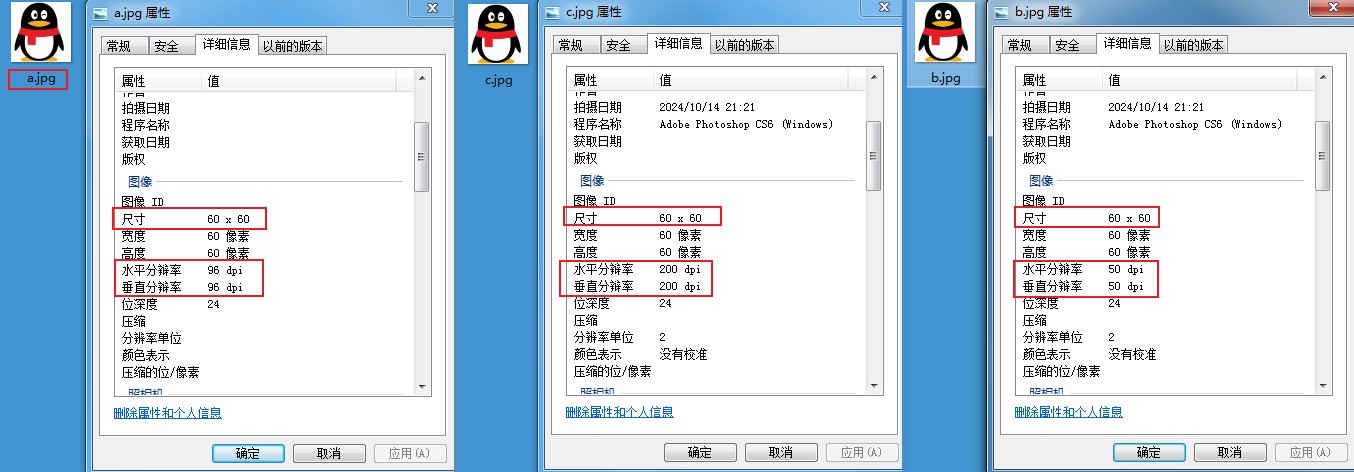 a.jpg
a.jpg 属性
常规 安全 详细信息 以前的版本
属性 值
拍摄日期
程序名称
获取日期
版权
图像
图像 ID
尺寸 60 x 60
宽度 60 像素
高度 60 像素
水平分辨率 96 dpi
垂直分辨率 96 dpi
位深度 24
压缩
分辨率单位
颜色表示
压缩的位/像素
照相机
删除属性和个人信息
确定 取消 应用(A)
c.jpg
c.jpg 属性
常规 安全 详细信息 以前的版本
属性 值
拍摄日期 2024/10/14 21:21
程序名称 Adobe Photoshop CS6 (Windows)
获取日期
版权
图像
图像 ID
尺寸 60 x 60
宽度 60 像素
高度 60 像素
水平分辨率 200 dpi
垂直分辨率 200 dpi
位深度 24
压缩
分辨率单位 2
颜色表示 没有校准
压缩的位/像素
照相机
删除属性和个人信息
确定 取消 应用(A)
b.jpg
b.jpg 属性
常规 安全 详细信息 以前的版本
属性 值
拍摄日期 2024/10/14 21:21
程序名称 Adobe Photoshop CS6 (Windows)
获取日期
版权
图像
图像 ID
尺寸 60 x 60
宽度 60 像素
高度 60 像素
水平分辨率 50 dpi
垂直分辨率 50 dpi
位深度 24
压缩
分辨率单位 2
颜色表示 没有校准
压缩的位/像素
照相机
删除属性和个人信息
确定 取消 应用(A)